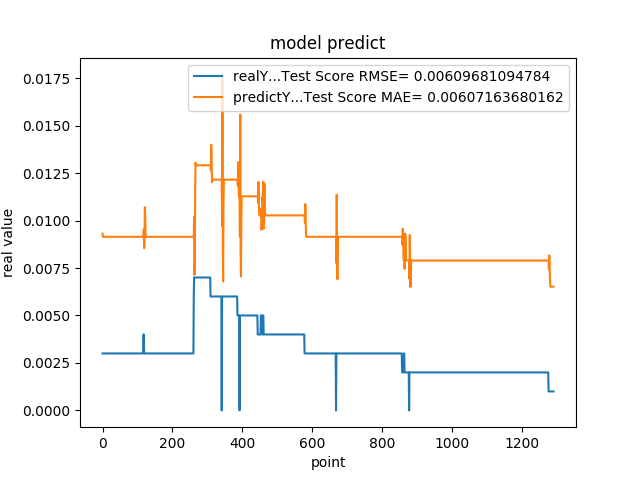 model predict
realY...Test Score RMSE= 0.00609681094784
predictY...Test Score MAE= 0.00607163680162
real value
0.0175
0.0150
0.0125
0.0100
0.0075
0.0050
0.0025
0.0000
0 200 400 600 800 1000 1200
point